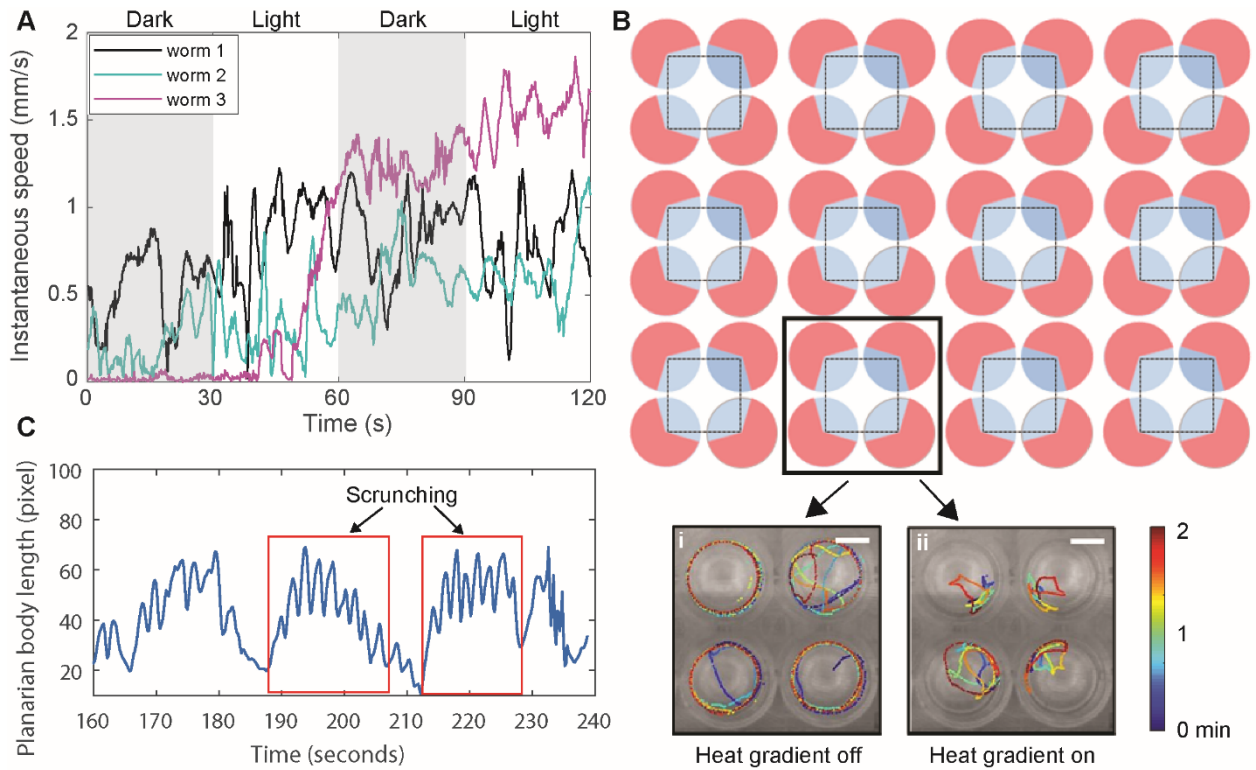 A
Dark Light Dark Light
2
1.5
1
0.5
0
Instantaneous speed (mm/s)
worm 1
worm 2
worm 3
0 30 60 90 120
Time (s)
B
C
100
80
60
40
20
Planarian body length (pixel)
Scrunching
160 170 180 190 200 210 220 230 240
Time (seconds)
i
ii
2
1
0 min
Heat gradient off
Heat gradient on